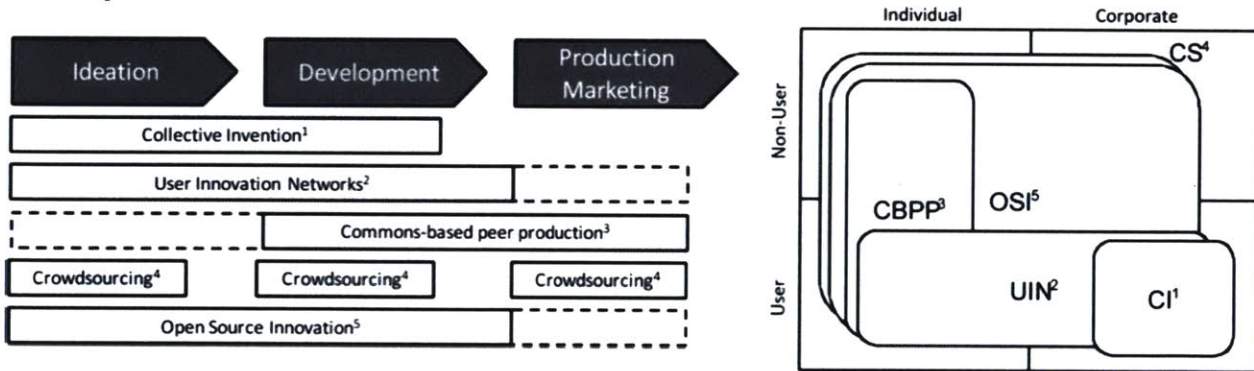 Ideation
Development
Production
Marketing
Collective Invention¹
User Innovation Networks²
Commons-based peer production³
Crowdsourcing⁴
Crowdsourcing⁴
Crowdsourcing⁴
Open Source Innovation⁵
Individual
Corporate
Non-User
User
CS⁴
CBPP³
OSI⁵
UIN²
CI¹